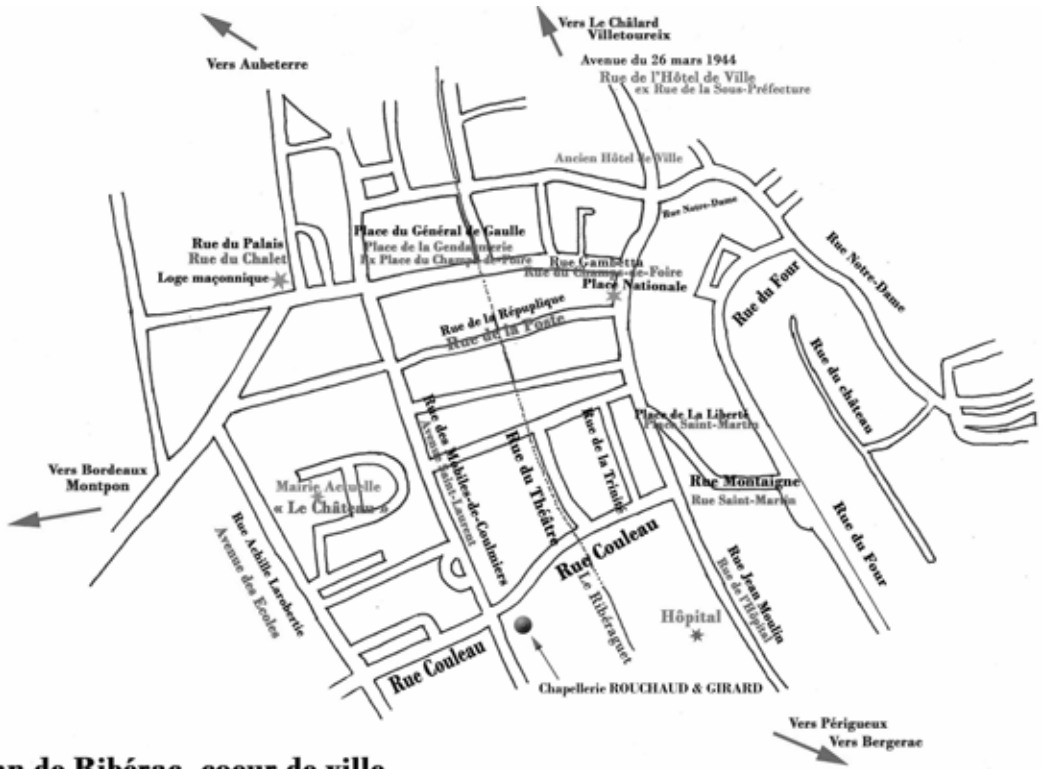 Vers Le Châlard
Villetoureix
Vers Aubeterre
Avenue du 26 mars 1944
Rue de l'Hôtel de Ville
ex Rue de la Sous-Préfecture
Ancien Hôtel de Ville
Rue Notre-Dame
Rue Notre-Dame
Place du Général de Gaulle
Place de la Gendarmerie
Ex Place du Champs-de-Foire
Rue du Palais
Rue du Chalet
Loge maçonnique
Rue Gambetta
Rue du Champs-de-Foire
Place Nationale
Rue du Four
Rue de la Répuplique
Rue de la Poste
Rue du château
Place de La Liberté
Place Saint-Martin
Rue des Mobiles-de-Coulmiers
Avenue Saint-Laurent
Rue du Théâtre
Rue de la Trinité
Vers Bordeaux
Montpon
Mairie Actuelle
« Le Château »
Rue Montaigne
Rue Saint-Martin
Rue du Four
Rue Achille Larobertie
Avenue des Ecoles
Rue Couleau
Rue Jean Moulin
Rue de l'Hôpital
Le Ribéraguet
Hôpital
Rue Couleau
Chapellerie ROUCHAUD & GIRARD
Vers Périgueux
Vers Bergerac
de Ribérac, coeur de ville